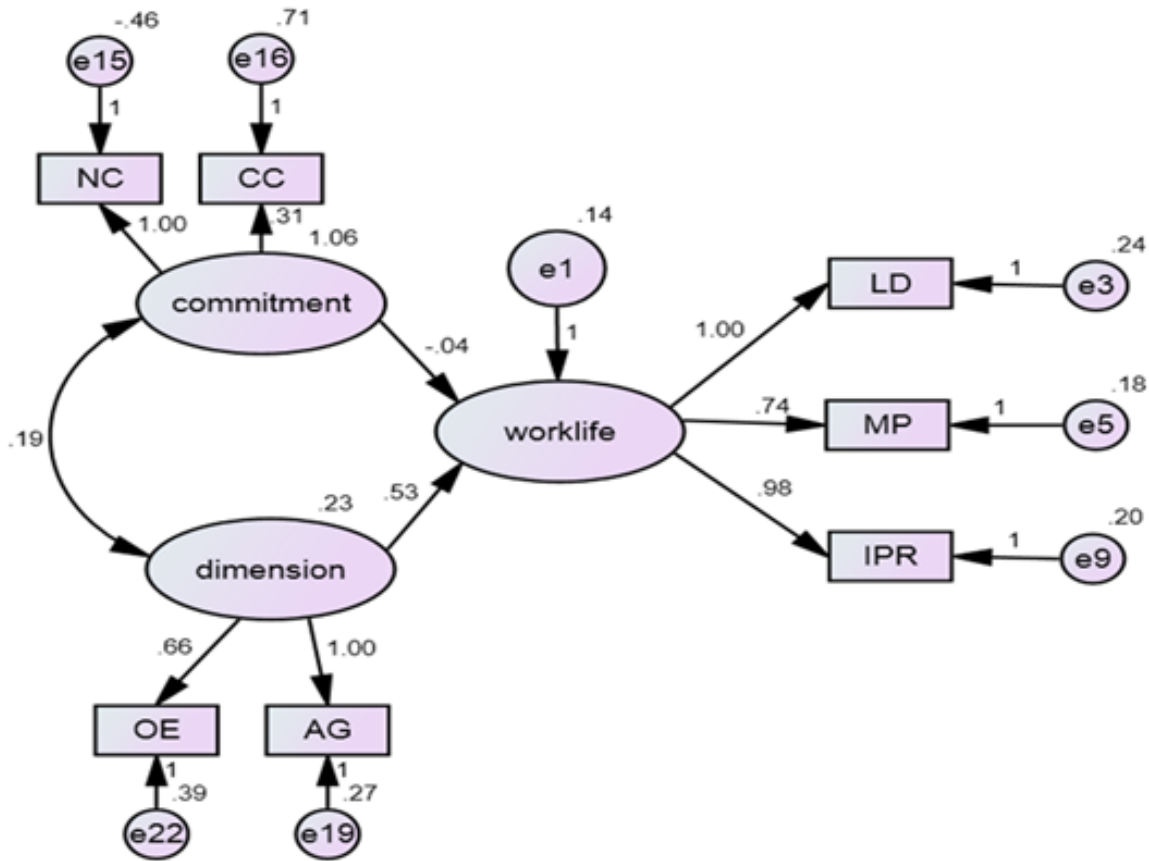 -.46
.71
e15
e16
1
1
NC
CC
1.00
.31
1.06
commitment
.14
e1
1
-.04
.19
worklife
1.00
.74
.98
LD
1
.24
e3
MP
1
.18
e5
IPR
1
.20
e9
.23
.53
dimension
.66
1.00
OE
AG
1
.39
1
.27
e22
e19